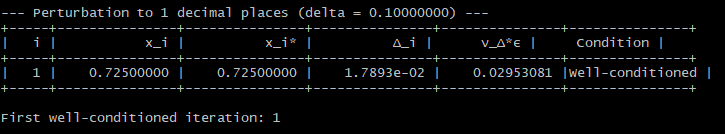 --- Perturbation to 1 decimal places (delta = 0.10000000) ---
+-----+---------------+----------------+---------------+---------------+----------------+
| i | x_i | x_i* | Δ_i | ν_Δ*ϵ | Condition |
+-----+---------------+----------------+---------------+---------------+----------------+
| 1 | 0.72500000 | 0.72500000 | 1.7893e-02 | 0.02953081 |Well-conditioned |
+-----+---------------+----------------+---------------+---------------+----------------+
First well-conditioned iteration: 1